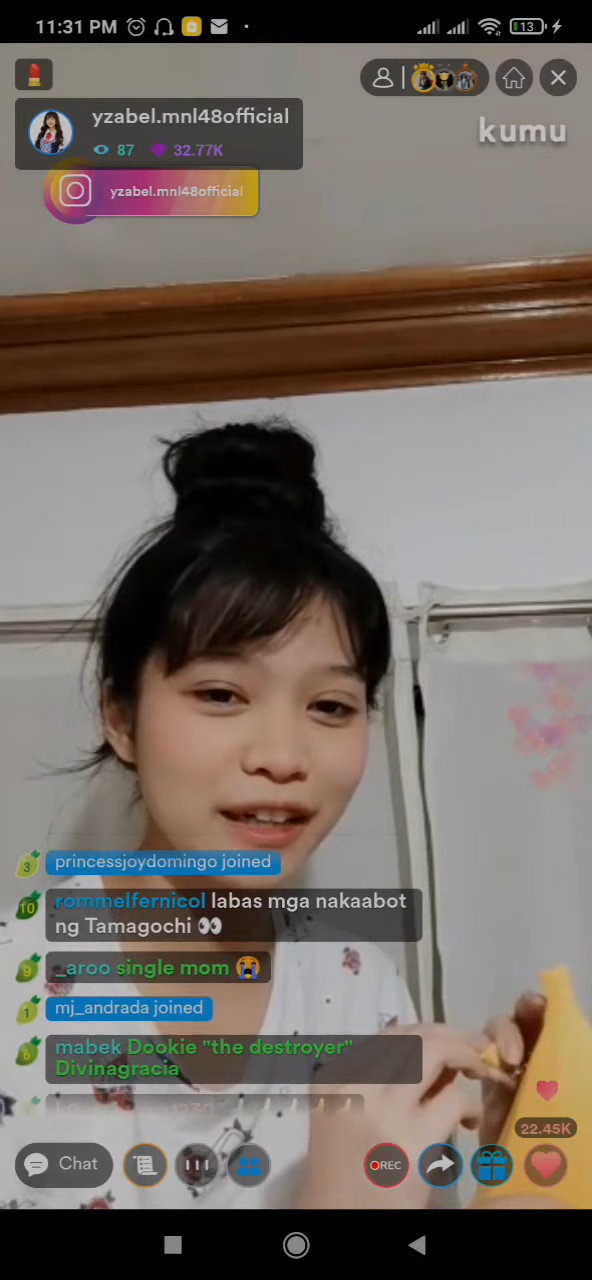 11:31 PM
13
yzabel.mnl48official
87
32.77K
kumu
yzabel.mnl48official
3 princessjoydomingo joined
10 rommelfernicol labas mga nakaabot
ng Tamagochi 👀
9 _aroo single mom 😭
1 mj_andrada joined
6 mabek Dookie "the destroyer"
Divinagracia
22.45K
Chat
REC